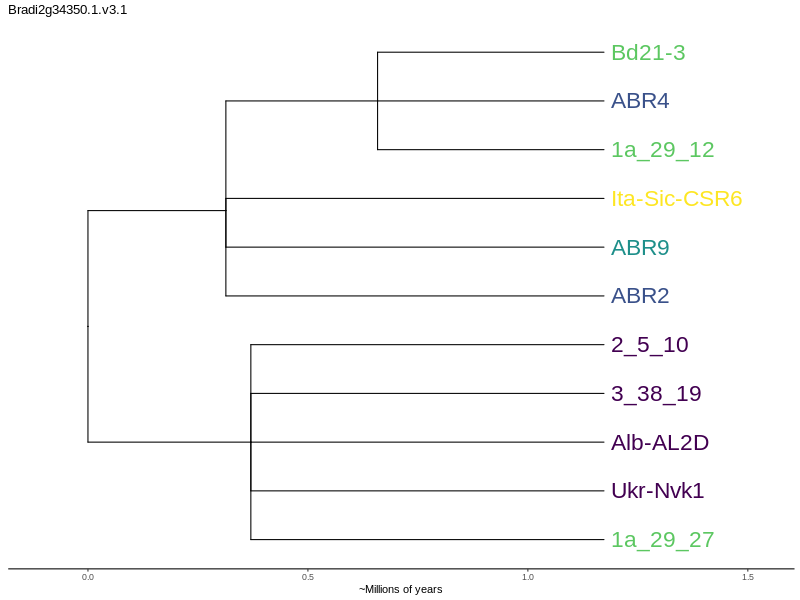 Bradi2g34350.1.v3.1
Bd21-3
ABR4
1a_29_12
Ita-Sic-CSR6
ABR9
ABR2
2_5_10
3_38_19
Alb-AL2D
Ukr-Nvk1
1a_29_27
0.0 0.5 1.0 1.5
~Millions of years